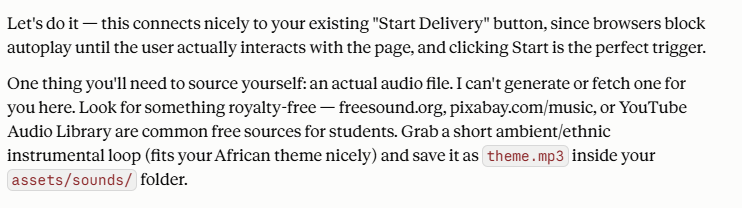 Let's do it — this connects nicely to your existing "Start Delivery" button, since browsers block
autoplay until the user actually interacts with the page, and clicking Start is the perfect trigger.
One thing you'll need to source yourself: an actual audio file. I can't generate or fetch one for
you here. Look for something royalty-free — freesound.org, pixabay.com/music, or YouTube
Audio Library are common free sources for students. Grab a short ambient/ethnic
instrumental loop (fits your African theme nicely) and save it as theme.mp3 inside your
assets/sounds/ folder.